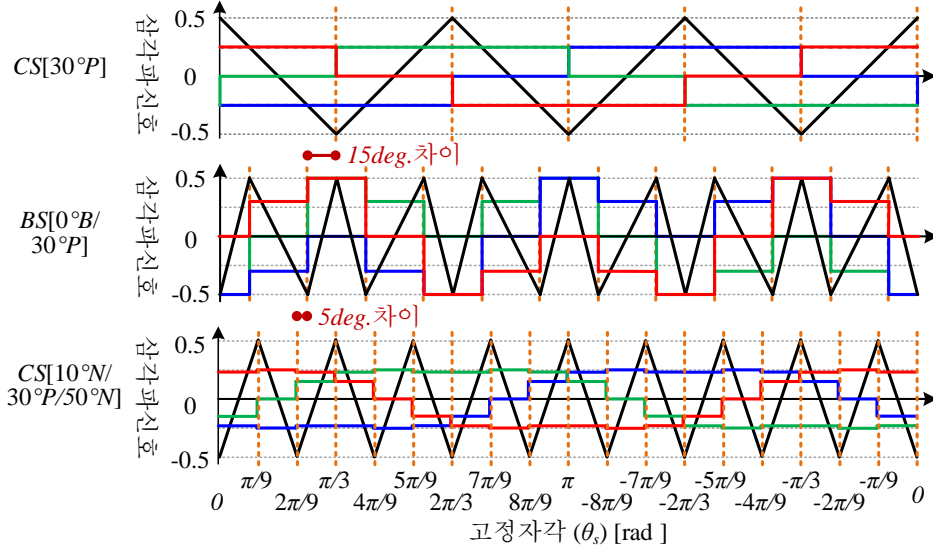 0.5
CS[30°P]
삼각파신호
0
-0.5
15deg.차이
0.5
BS[0°B/
30°P]
삼각파신호
0
-0.5
5deg.차이
0.5
CS[10°N/
30°P/50°N]
삼각파신호
0
-0.5
π/9 π/3 5π/9 7π/9 π -7π/9 -5π/9 -π/3 -π/9
0 2π/9 4π/9 2π/3 8π/9 -8π/9 -2π/3 -4π/9 -2π/9 0
고정자각 (θs) [rad ]